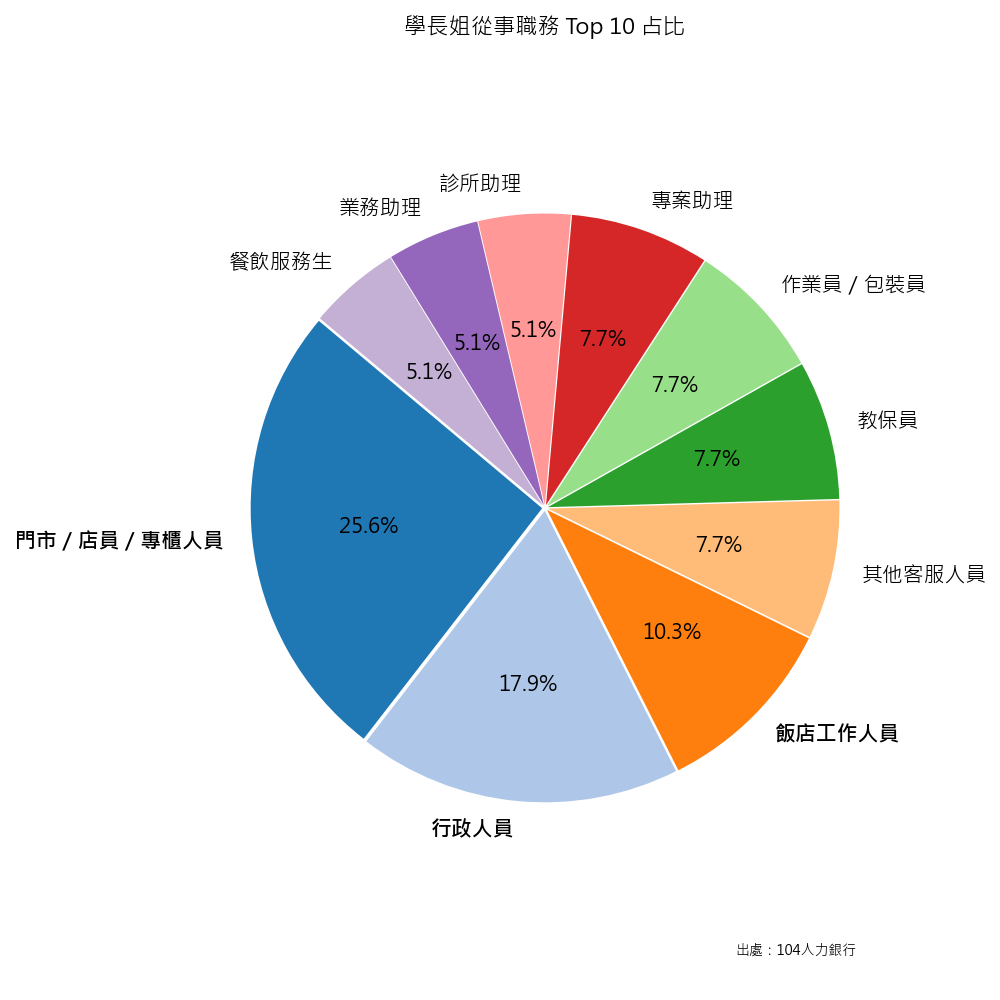 學長姐從事職務 Top 10 占比
診所助理
業務助理
專案助理
餐飲服務生
作業員 / 包裝員
5.1%
5.1%
7.7%
5.1%
7.7%
教保員
7.7%
門市 / 店員 / 專櫃人員
25.6%
7.7%
其他客服人員
10.3%
17.9%
飯店工作人員
行政人員
出處：104人力銀行